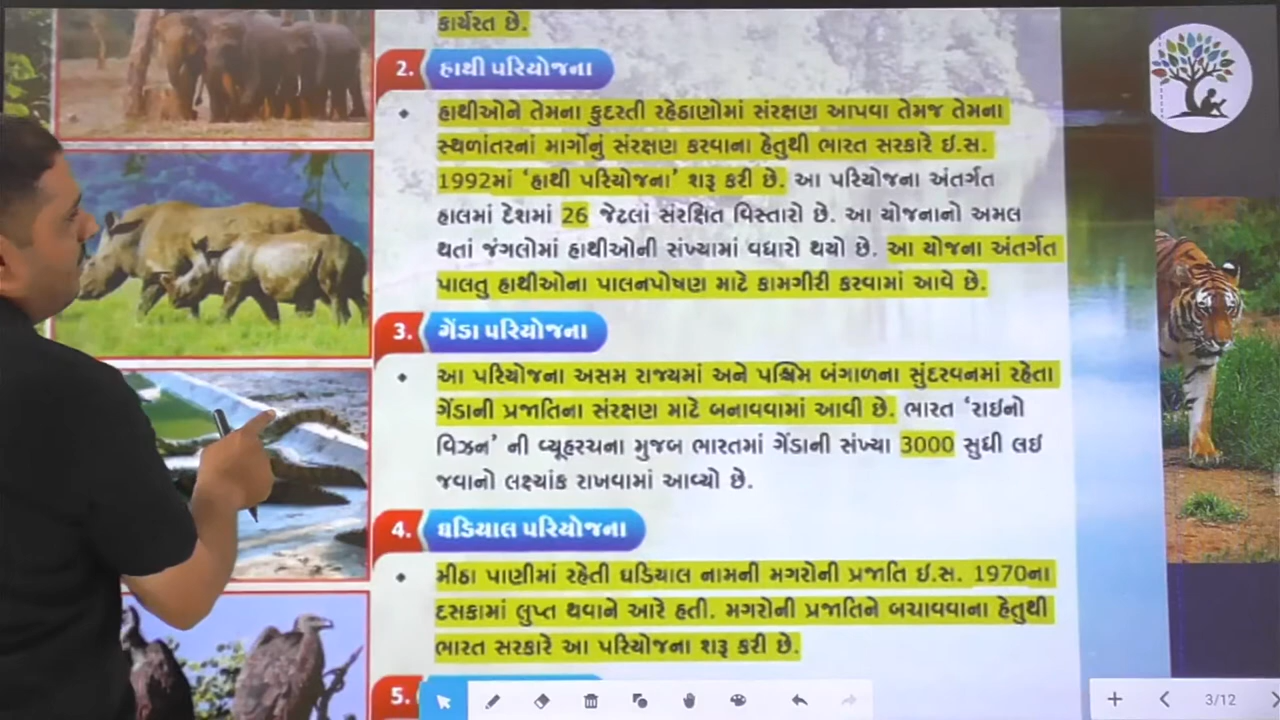 કાર્યરત છે.
2. હાથી પરિયોજના
• હાથીઓને તેમના કુદરતી રહેઠાણોમાં સંરક્ષણ આપવા તેમજ તેમના
સ્થળાંતરનાં માર્ગોનું સંરક્ષણ કરવાના હેતુથી ભારત સરકારે ઇ.સ.
1992માં ‘હાથી પરિયોજના’ શરૂ કરી છે. આ પરિયોજના અંતર્ગત
હાલમાં દેશમાં 26 જેટલાં સંરક્ષિત વિસ્તારો છે. આ યોજનાનો અમલ
થતાં જંગલોમાં હાથીઓની સંખ્યામાં વધારો થયો છે. આ યોજના અંતર્ગત
પાલતુ હાથીઓના પાલનપોષણ માટે કામગીરી કરવામાં આવે છે.
3. ગેંડા પરિયોજના
• આ પરિયોજના અસમ રાજ્યમાં અને પશ્ચિમ બંગાળના સુંદરવનમાં રહેતા
ગેંડાની પ્રજાતિના સંરક્ષણ માટે બનાવવામાં આવી છે. ભારત ‘રાઇનો
વિઝન’ ની વ્યૂહરચના મુજબ ભારતમાં ગેંડાની સંખ્યા 3000 સુધી લઇ
જવાનો લક્ષ્યાંક રાખવામાં આવ્યો છે.
4. ઘડિયાલ પરિયોજના
• મીઠા પાણીમાં રહેતી ઘડિયાલ નામની મગરોની પ્રજાતિ ઇ.સ. 1970ના
દસકામાં લુપ્ત થવાને આરે હતી. મગરોની પ્રજાતિને બચાવવાના હેતુથી
ભારત સરકારે આ પરિયોજના શરૂ કરી છે.
5.
3/12